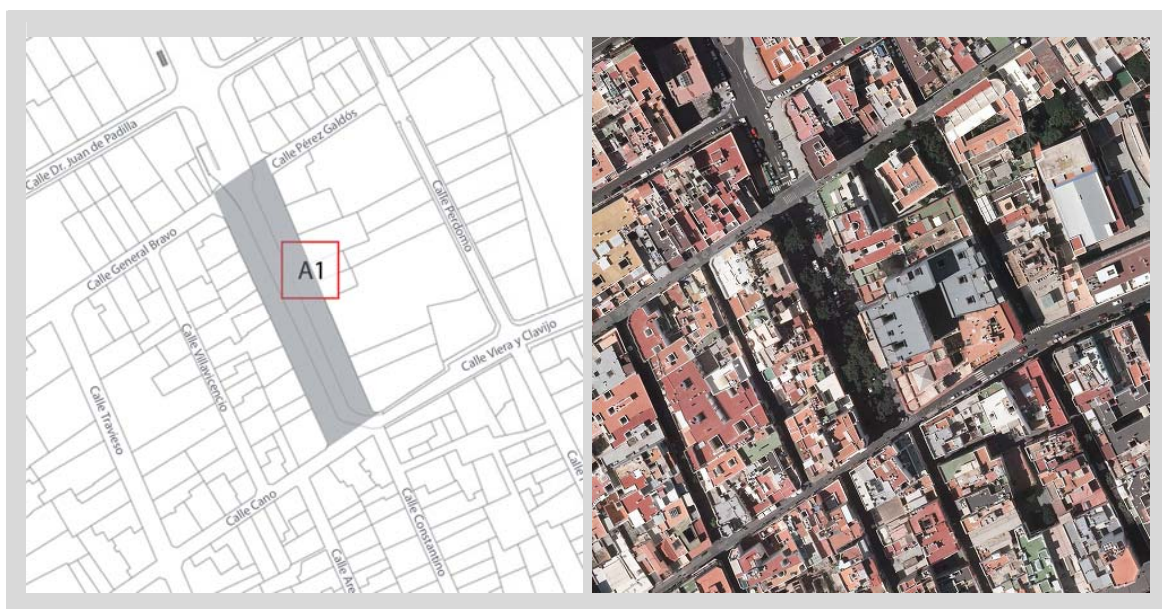 Calle Dr. Juan de Padilla
Calle Pérez Galdós
Calle General Bravo
Calle Perdomo
A1
Calle Viera y Clavijo
Calle Villavicencio
Calle Travieso
Calle Cano
Calle Constantino